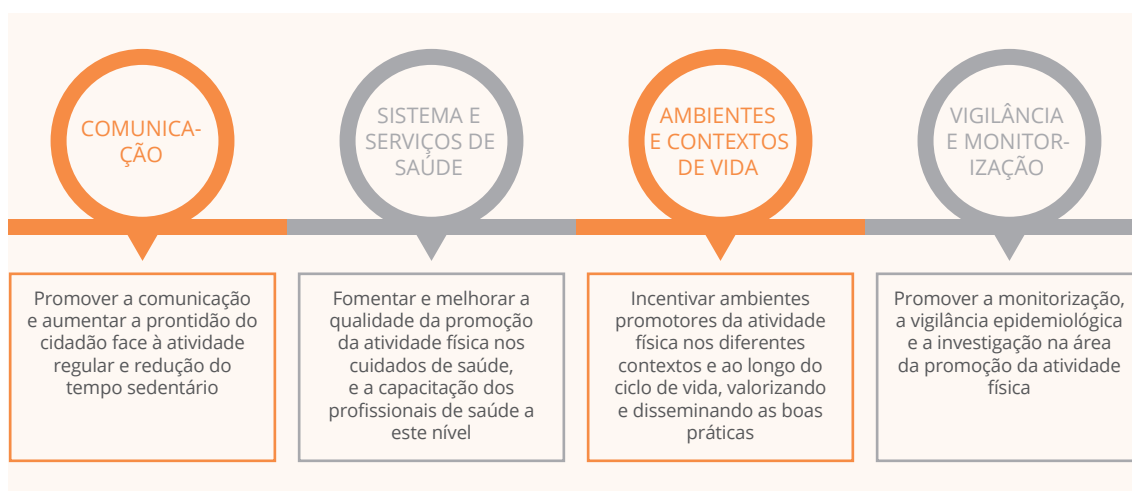 COMUNICA-
ÇÃO
SISTEMA E
SERVIÇOS DE
SAÚDE
AMBIENTES
E CONTEXTOS
DE VIDA
VIGILÂNCIA
E MONITOR-
IZAÇÃO
Promover a comunicação
e aumentar a prontidão do
cidadão face à atividade
regular e redução do
tempo sedentário
Fomentar e melhorar a
qualidade da promoção
da atividade física nos
cuidados de saúde,
e a capacitação dos
profissionais de saúde a
este nível
Incentivar ambientes
promotores da atividade
física nos diferentes
contextos e ao longo do
ciclo de vida, valorizando
e disseminando as boas
práticas
Promover a monitorização,
a vigilância epidemiológica
e a investigação na área
da promoção da atividade
física